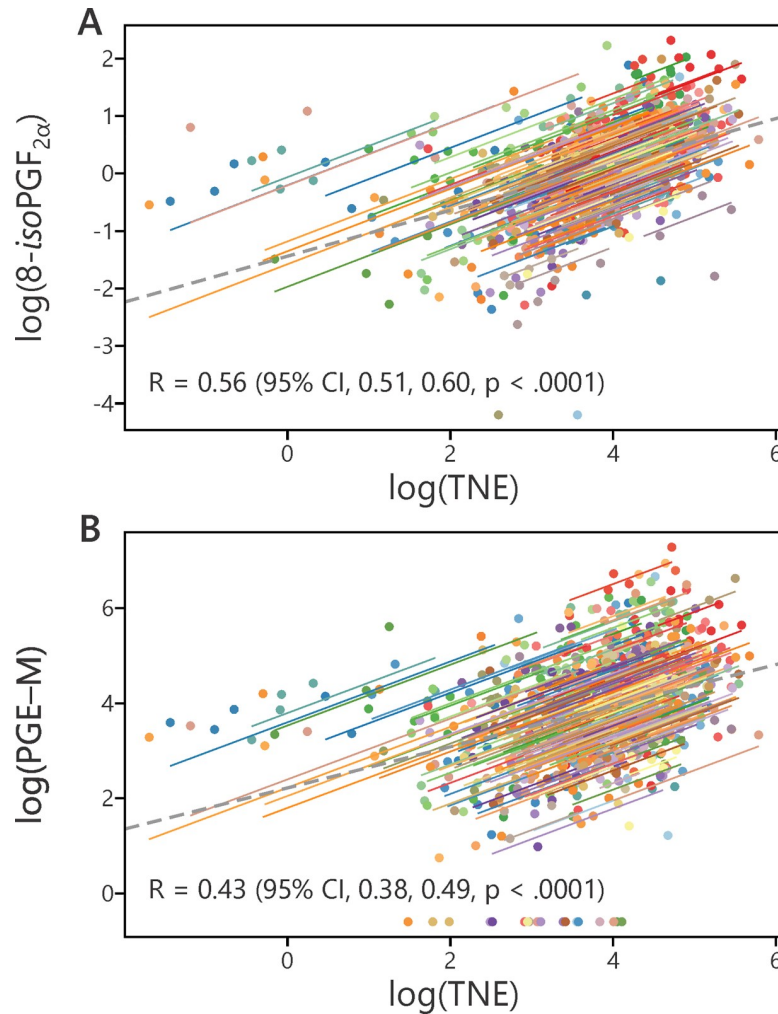 A
2
1
0
-1
-2
-3
-4
log(8-isoPGF2α)
R = 0.56 (95% CI, 0.51, 0.60, p < .0001)
0 2 4 6
log(TNE)
B
6
4
2
0
log(PGE–M)
R = 0.43 (95% CI, 0.38, 0.49, p < .0001)
0 2 4 6
log(TNE)